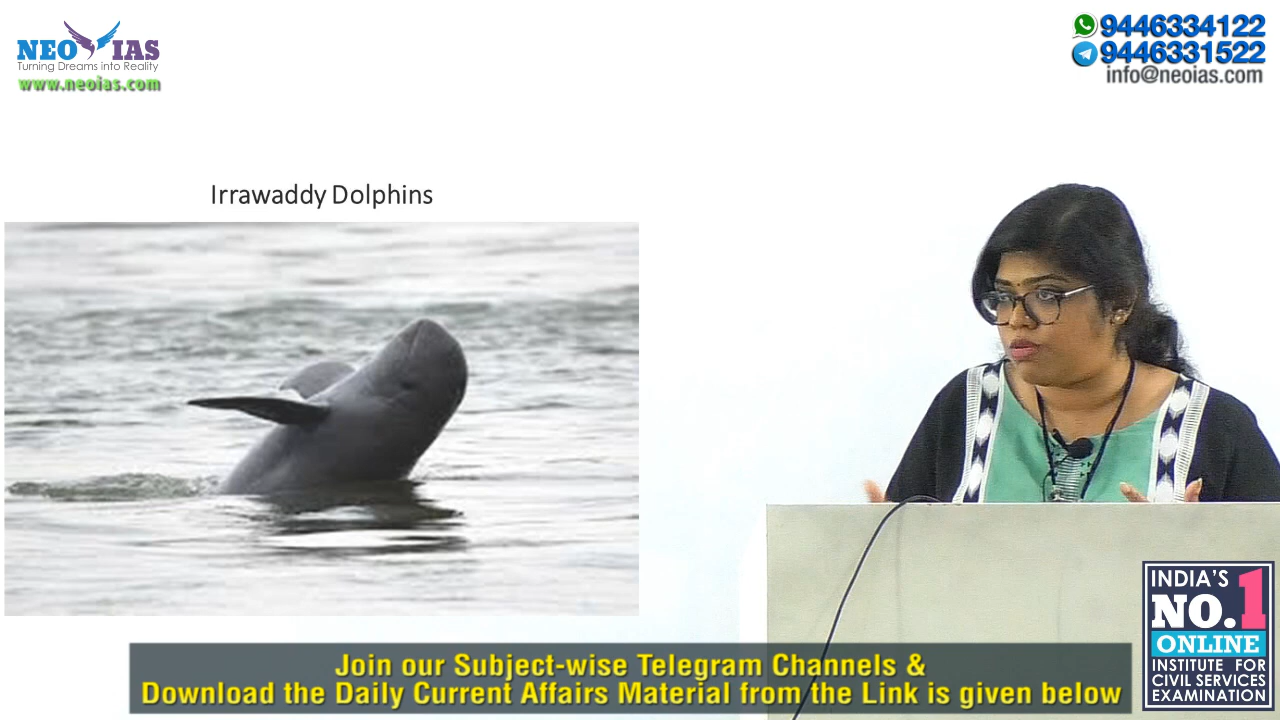 NEO IAS
Turning Dreams into Reality
www.neoias.com
9446334122
9446331522
info@neoias.com
Irrawaddy Dolphins
INDIA'S
NO.1
ONLINE
INSTITUTE FOR
CIVIL SERVICES
EXAMINATION
Join our Subject-wise Telegram Channels &
Download the Daily Current Affairs Material from the Link is given below